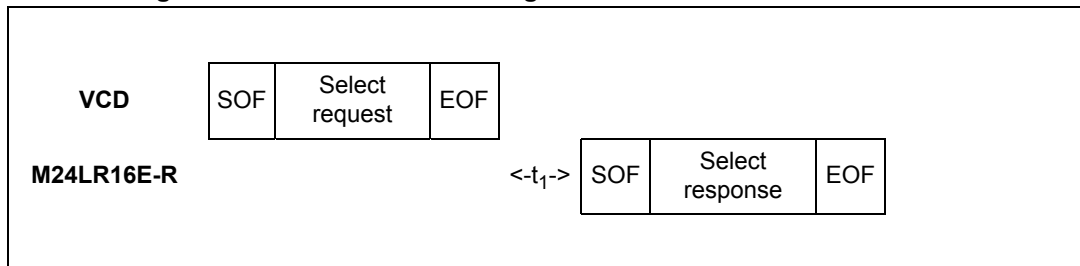 VCD SOF Select request EOF
M24LR16E-R <-t1-> SOF Select response EOF